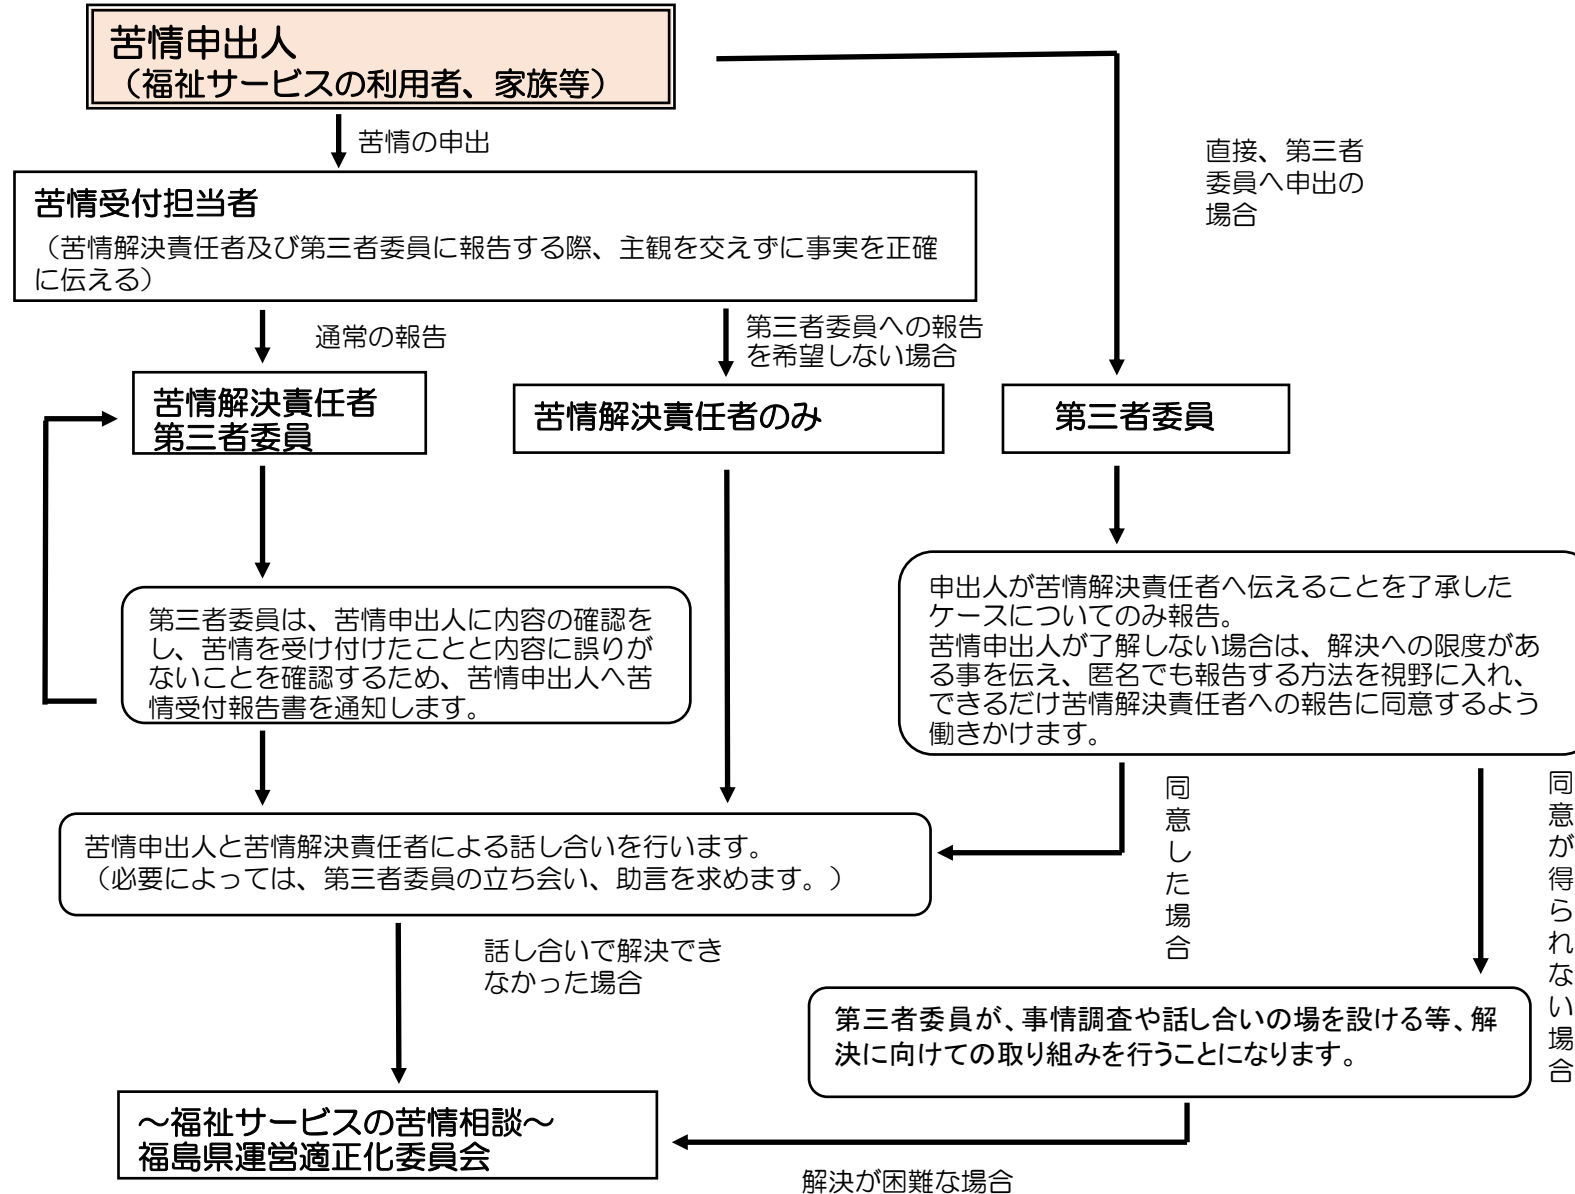 苦情申出人
（福祉サービスの利用者、家族等）
苦情の申出
直接、第三者
委員へ申出の
場合
苦情受付担当者
（苦情解決責任者及び第三者委員に報告する際、主観を交えずに事実を正確
に伝える）
通常の報告
第三者委員への報告
を希望しない場合
苦情解決責任者
第三者委員
苦情解決責任者のみ
第三者委員
第三者委員は、苦情申出人に内容の確認を
し、苦情を受け付けたことと内容に誤りが
ないことを確認するため、苦情申出人へ苦
情受付報告書を通知します。
申出人が苦情解決責任者へ伝えることを了承した
ケースについてのみ報告。
苦情申出人が了解しない場合は、解決への限度があ
る事を伝え、匿名でも報告する方法を視野に入れ、
できるだけ苦情解決責任者への報告に同意するよう
働きかけます。
同意した場合
同意が得られない場合
苦情申出人と苦情解決責任者による話し合いを行います。
（必要によっては、第三者委員の立ち会い、助言を求めます。）
話し合いで解決でき
なかった場合
第三者委員が、事情調査や話し合いの場を設ける等、解
決に向けての取り組みを行うことになります。
～福祉サービスの苦情相談～
福島県運営適正化委員会
解決が困難な場合